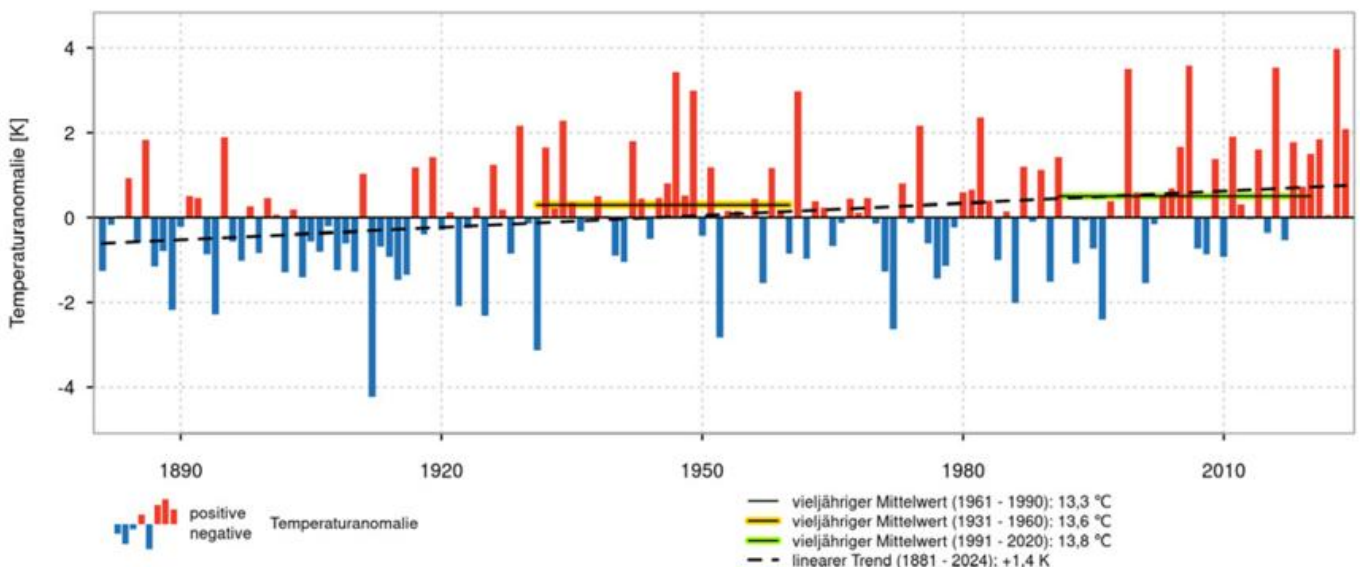 Temperaturanomalie [K]
4
2
0
-2
-4
1890 1920 1950 1980 2010
positive
negative
Temperaturanomalie
vieljähriger Mittelwert (1961 - 1990): 13,3 °C
vieljähriger Mittelwert (1931 - 1960): 13,6 °C
vieljähriger Mittelwert (1991 - 2020): 13,8 °C
linearer Trend (1881 - 2024): +1.4 K